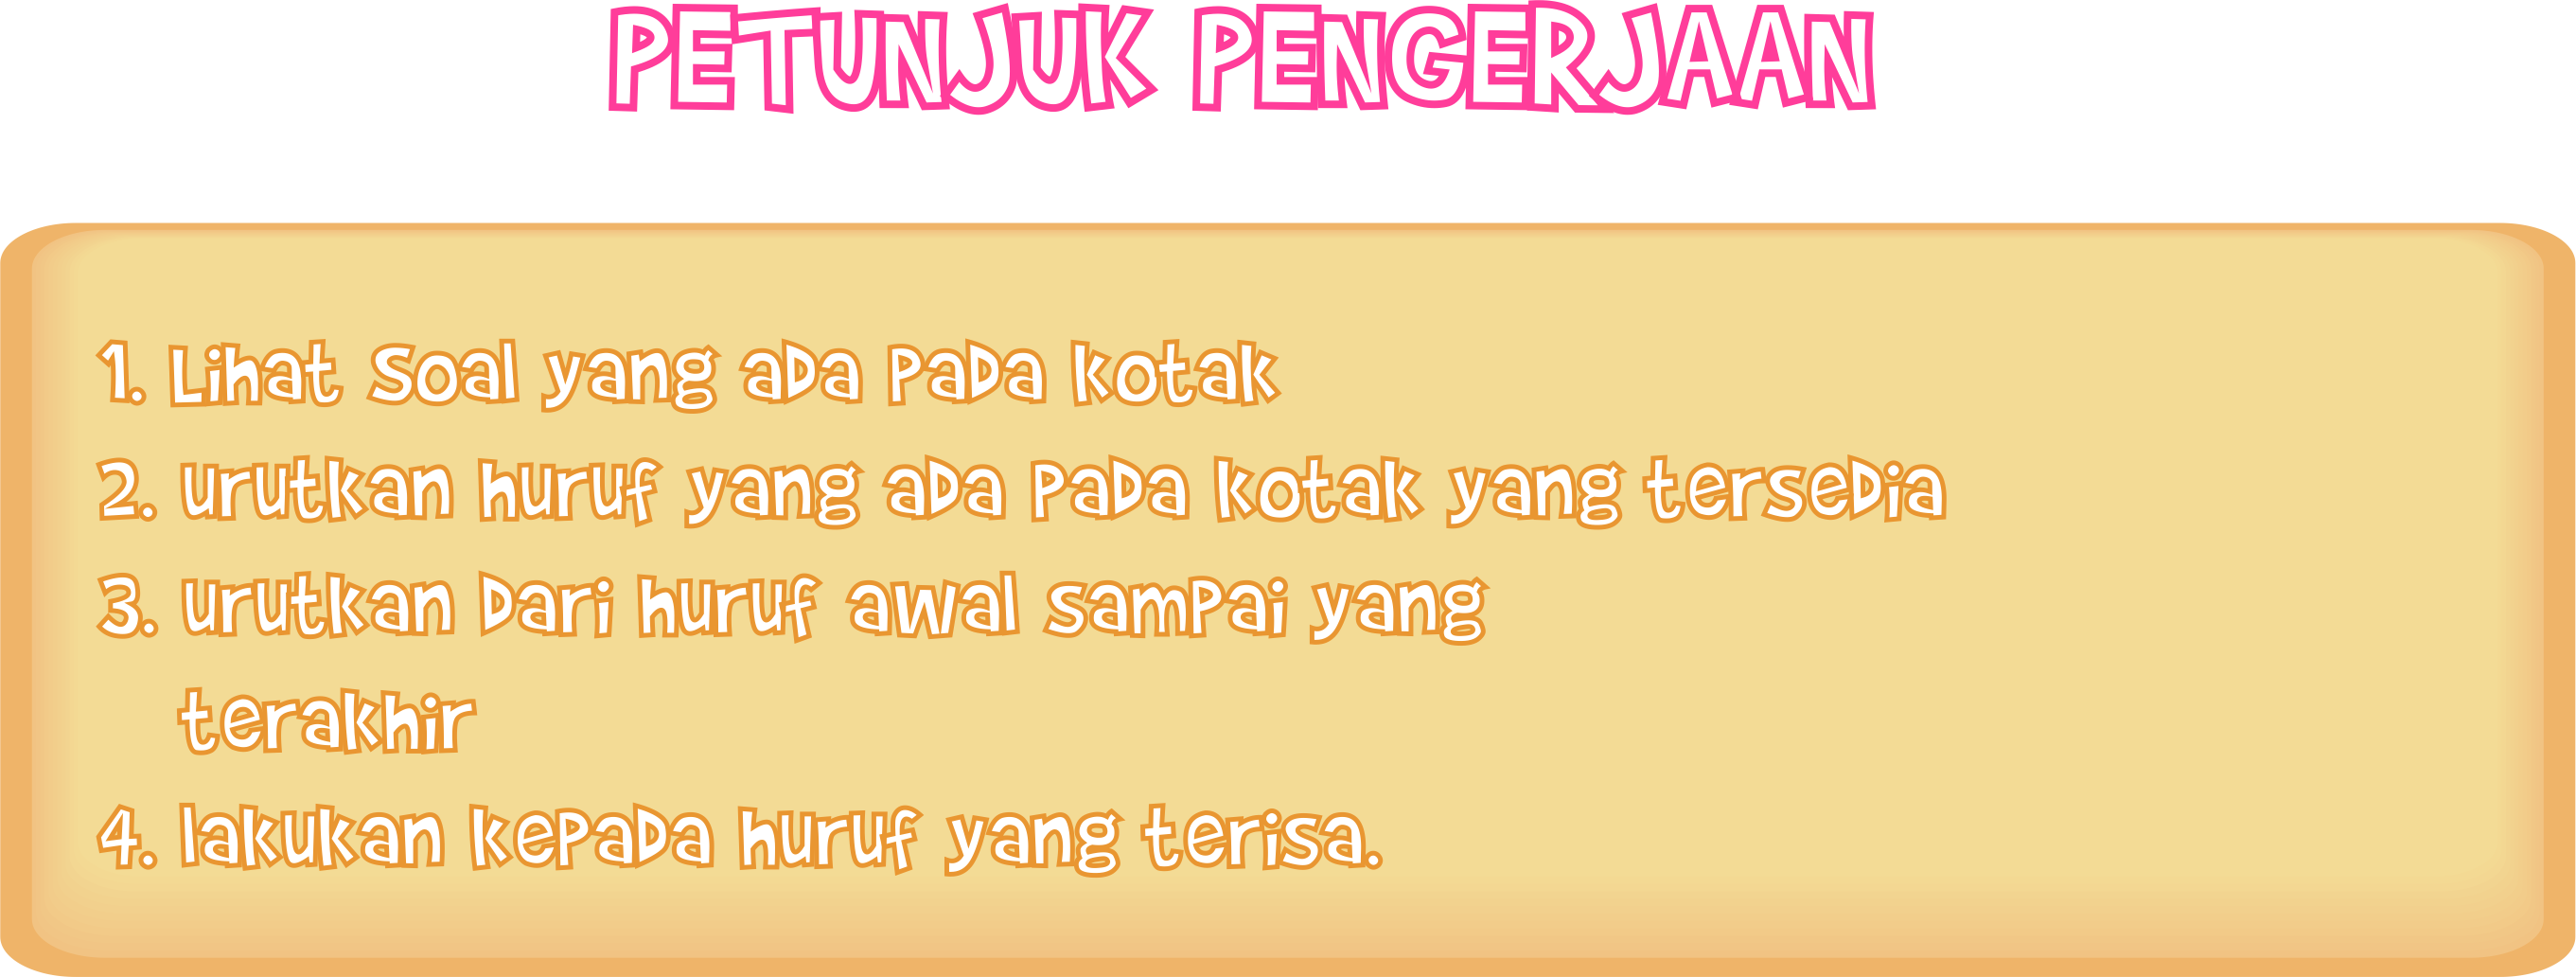 PETUNJUK PENGERJAAN
1. Lihat Soal yang ada pada kotak
2. urutkan huruf yang ada pada kotak yang tersedia
3. urutkan dari huruf awal sampai yang
terakhir
4. lakukan kepada huruf yang terisa.